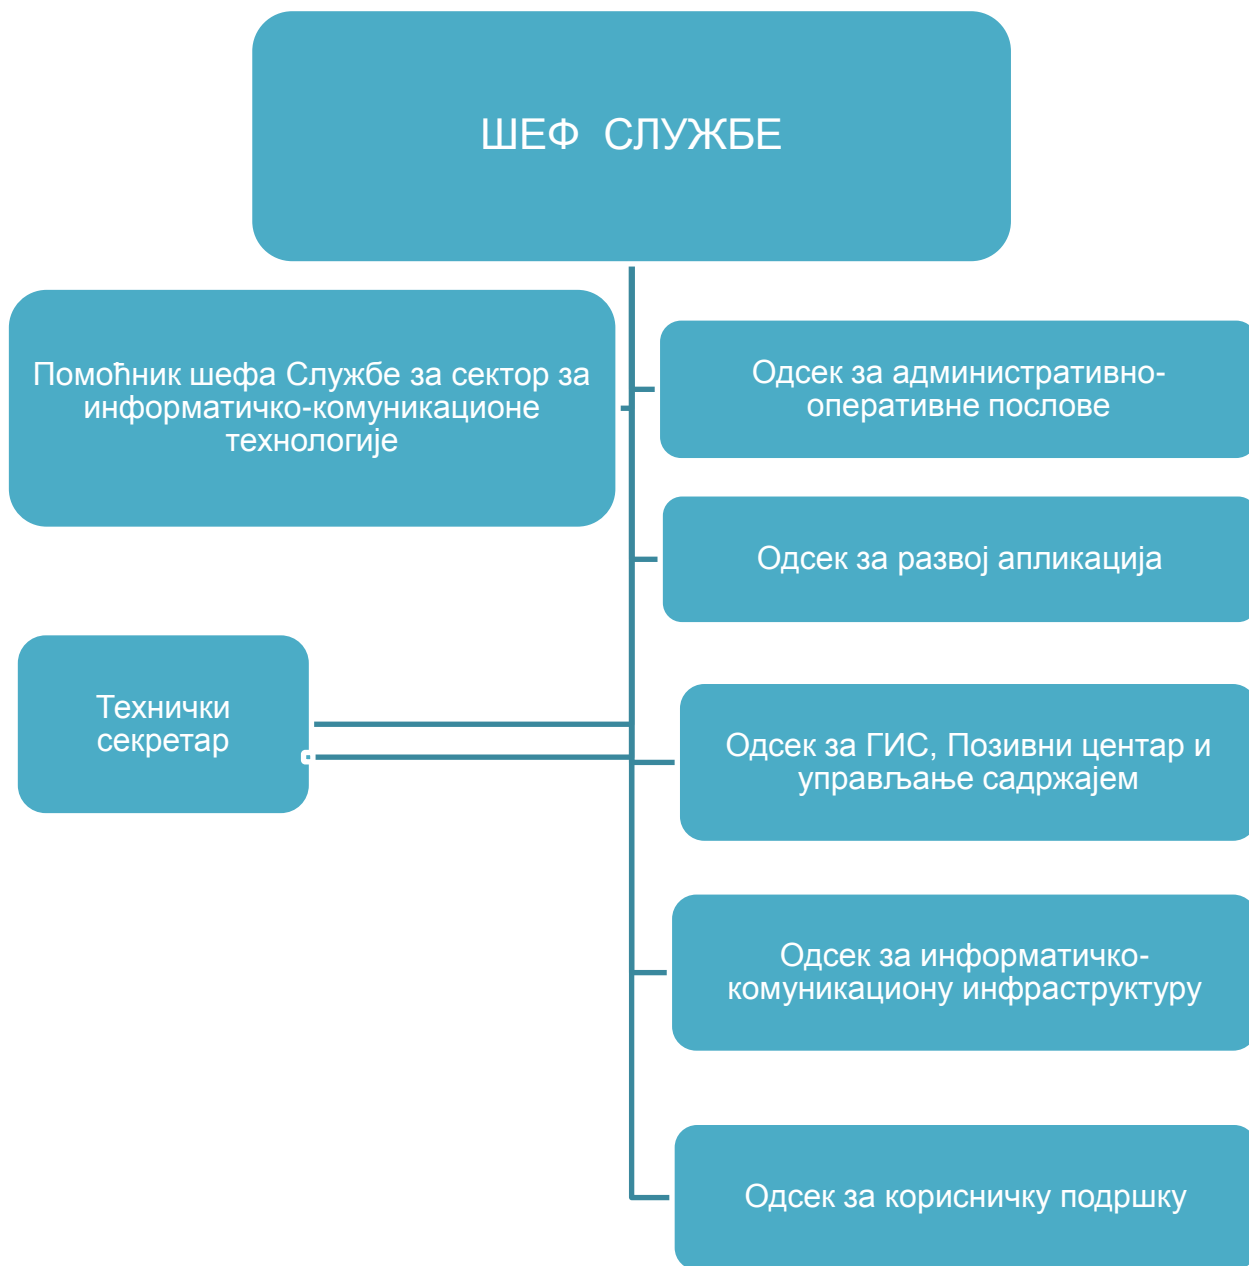 ШЕФ СЛУЖБЕ
Помоћник шефа Службе за сектор за
информатичко-комуникационе
технологије
Одсек за административно-
оперативне послове
Одсек за развој апликација
Технички
секретар
Одсек за ГИС, Позивни центар и
управљање садржајем
Одсек за информатичко-
комуникациону инфраструктуру
Одсек за корисничку подршку